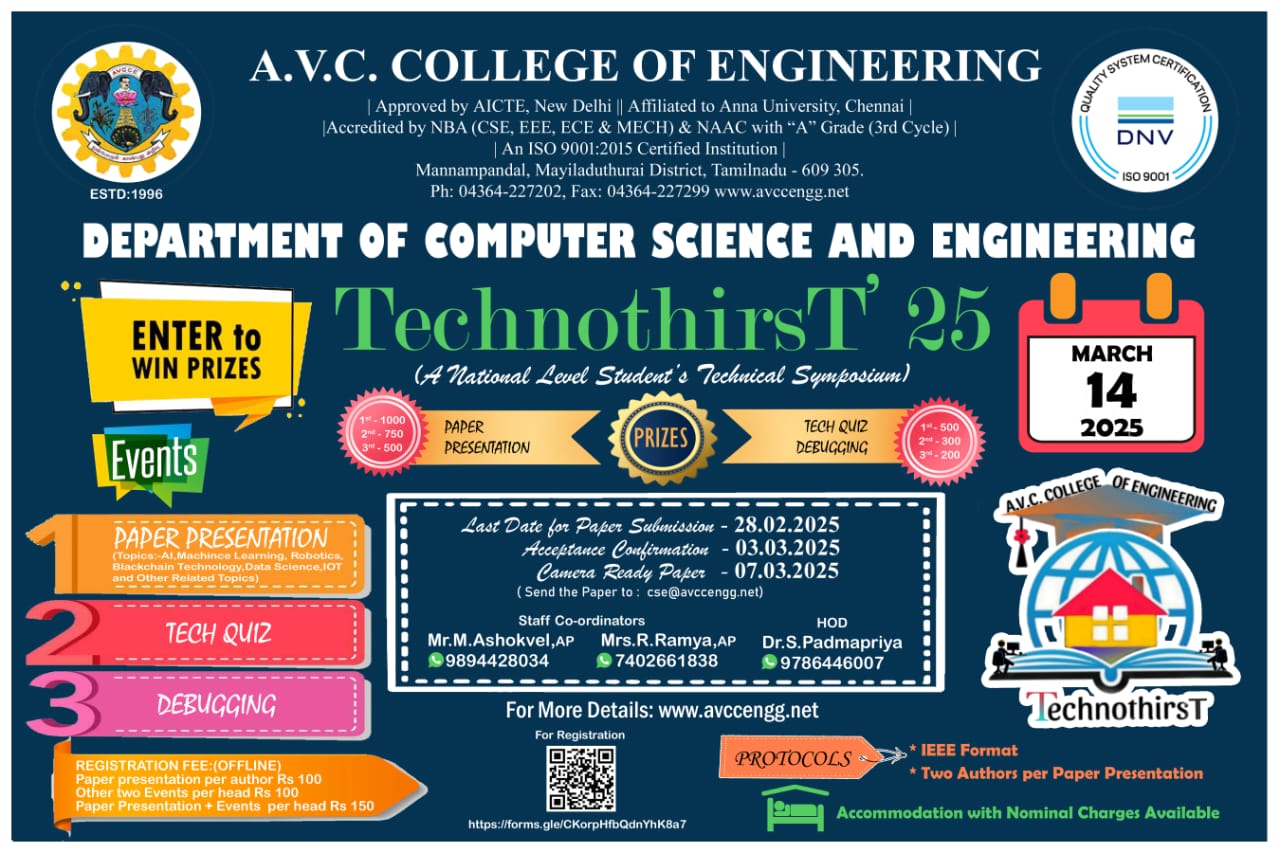 A.V.C. COLLEGE OF ENGINEERING
| Approved by AICTE, New Delhi || Affiliated to Anna University, Chennai |
|Accredited by NBA (CSE, EEE, ECE & MECH) & NAAC with “A” Grade (3rd Cycle) |
| An ISO 9001:2015 Certified Institution |
Mannampandal, Mayiladuthurai District, Tamilnadu - 609 305.
Ph: 04364-227202, Fax: 04364-227299 www.avccengg.net
AVCCE
ESTD:1996
QUALITY SYSTEM CERTIFICATION
DNV
ISO 9001
DEPARTMENT OF COMPUTER SCIENCE AND ENGINEERING
ENTER to
WIN PRIZES
TechnothirsT' 25
(A National Level Student's Technical Symposium)
MARCH
14
2025
1st - 1000
2nd - 750
3rd - 500
PAPER
PRESENTATION
PRIZES
TECH QUIZ
DEBUGGING
1st - 500
2nd - 300
3rd - 200
Events
1 PAPER PRESENTATION
(Topics:-AI,Machince Learning, Robotics,
Blackchain Technology,Data Science,IOT
and Other Related Topics)
2 TECH QUIZ
3 DEBUGGING
Last Date for Paper Submission - 28.02.2025
Acceptance Confirmation - 03.03.2025
Camera Ready Paper - 07.03.2025
( Send the Paper to : cse@avccengg.net)
Staff Co-ordinators
Mr.M.Ashokvel,AP
9894428034
Mrs.R.Ramya,AP
7402661838
HOD
Dr.S.Padmapriya
9786446007
A.V.C. COLLEGE OF ENGINEERING
TechnothirsT
For More Details: www.avccengg.net
For Registration
https://forms.gle/CKorpHfbQdnYhK8a7
REGISTRATION FEE:(OFFLINE)
Paper presentation per author Rs 100
Other two Events per head Rs 100
Paper Presentation + Events per head Rs 150
PROTOCOLS
* IEEE Format
* Two Authors per Paper Presentation
Accommodation with Nominal Charges Available